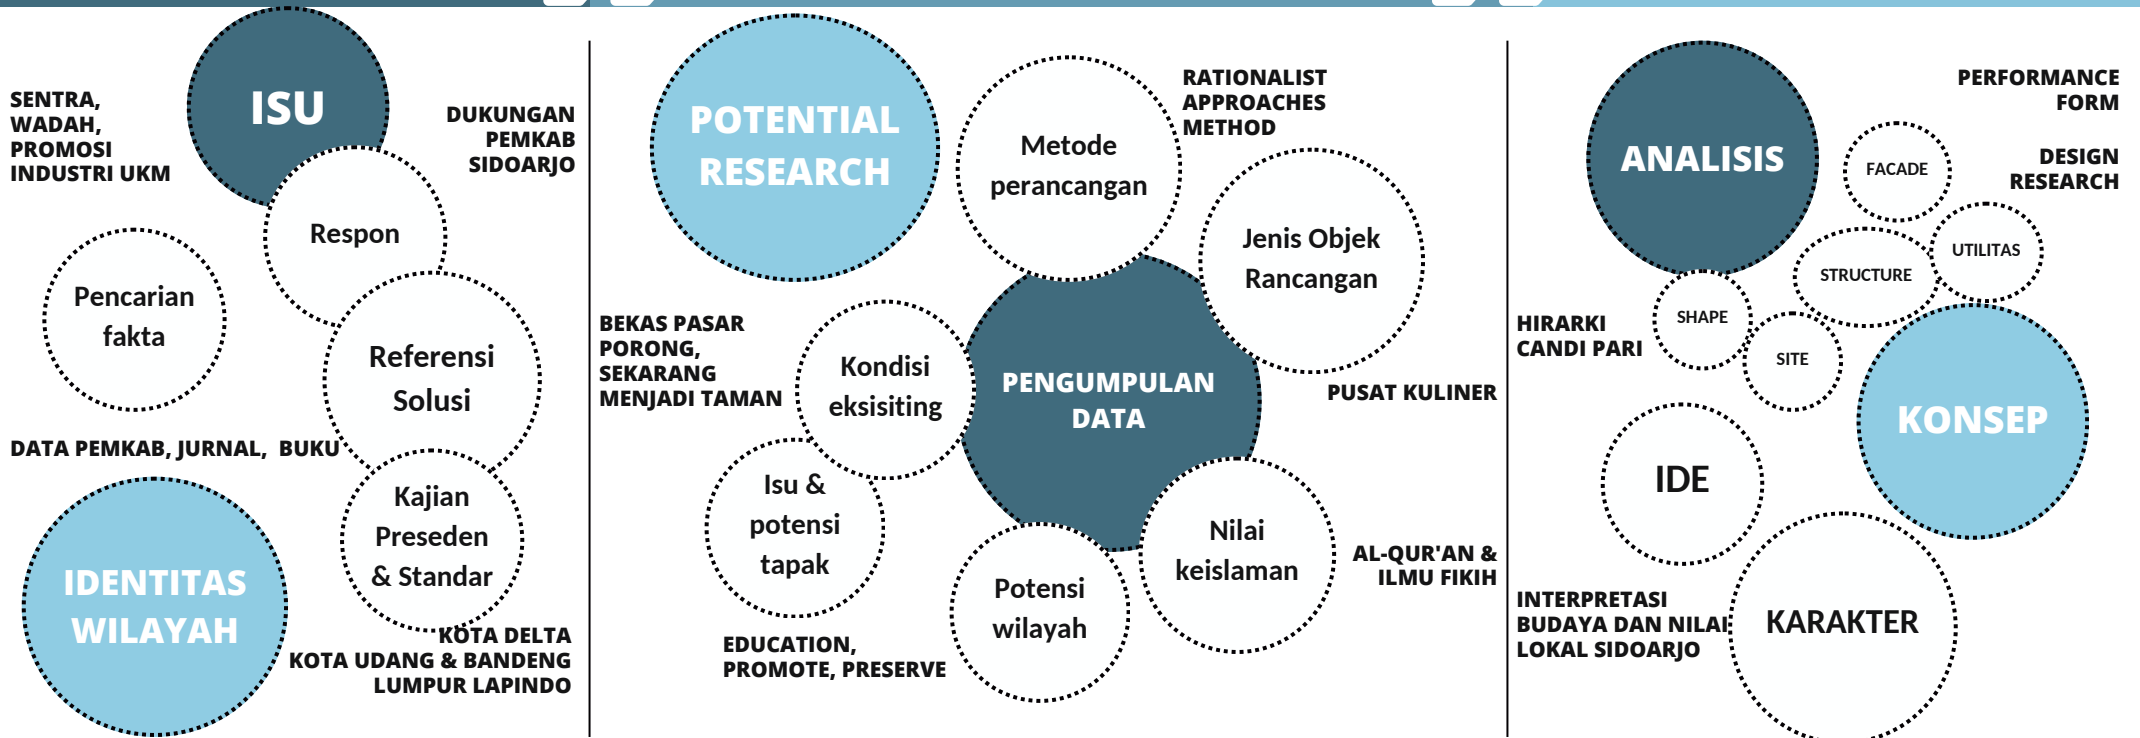 ISU
SENTRA,
WADAH,
PROMOSI
INDUSTRI UKM
DUKUNGAN
PEMKAB
SIDOARJO
Respon
Pencarian
fakta
Referensi
Solusi
DATA PEMKAB, JURNAL, BUKU
Kajian
Preseden
& Standar
IDENTITAS
WILAYAH
KOTA DELTA
KOTA UDANG & BANDENG
LUMPUR LAPINDO
POTENTIAL
RESEARCH
Metode
perancangan
RATIONALIST
APPROACHES
METHOD
Jenis Objek
Rancangan
BEKAS PASAR
PORONG,
SEKARANG
MENJADI TAMAN
Kondisi
eksisiting
PENGUMPULAN
DATA
PUSAT KULINER
Isu &
potensi
tapak
Nilai
keislaman
AL-QUR'AN &
ILMU FIKIH
Potensi
wilayah
EDUCATION,
PROMOTE, PRESERVE
ANALISIS
PERFORMANCE
FORM
FACADE
DESIGN
RESEARCH
UTILITAS
STRUCTURE
SHAPE
SITE
HIRARKI
CANDI PARI
KONSEP
IDE
INTERPRETASI
BUDAYA DAN NILAI
LOKAL SIDOARJO
KARAKTER